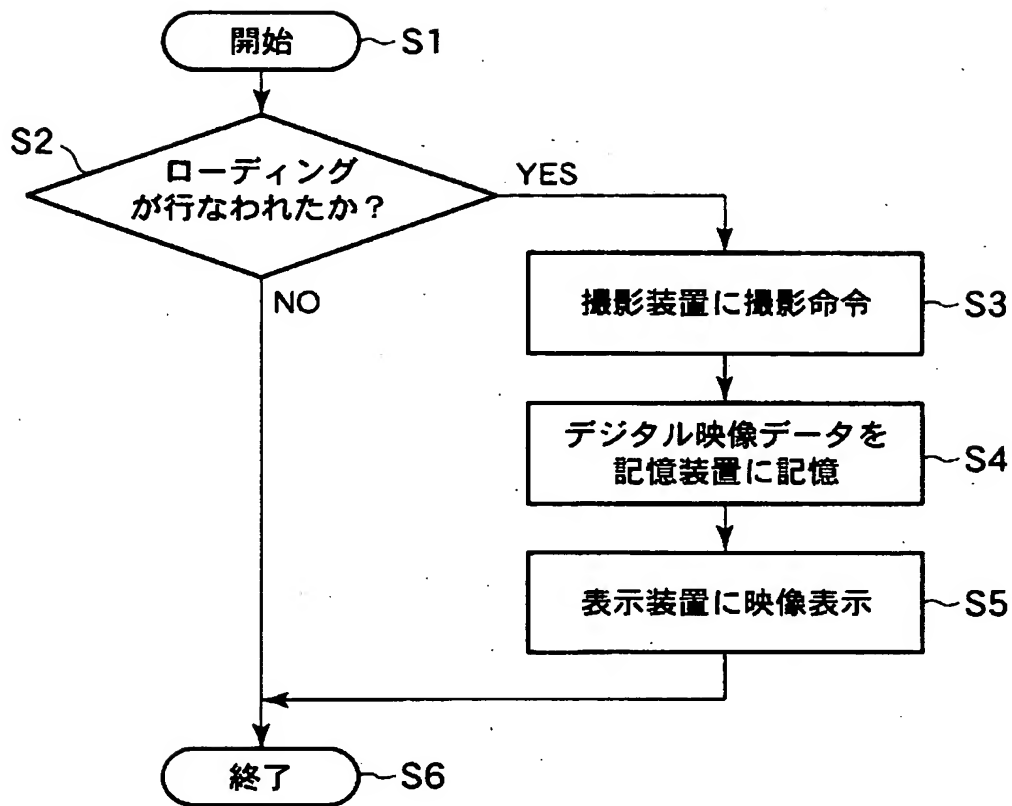 開始
S1
S2
ローディング
が行なわれたか？
YES
NO
撮影装置に撮影命令
S3
デジタル映像データを
記憶装置に記憶
S4
表示装置に映像表示
S5
終了
S6